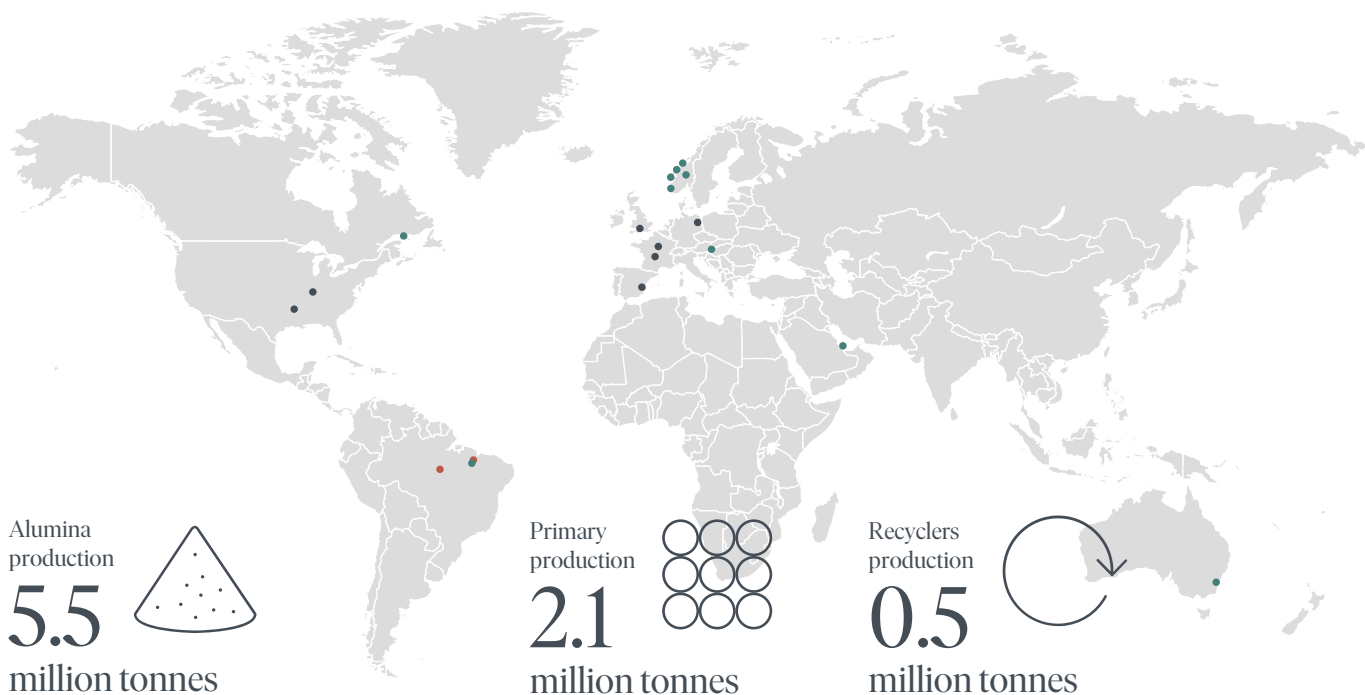 Alumina
production
5.5
million tonnes
Primary
production
2.1
million tonnes
Recyclers
production
0.5
million tonnes